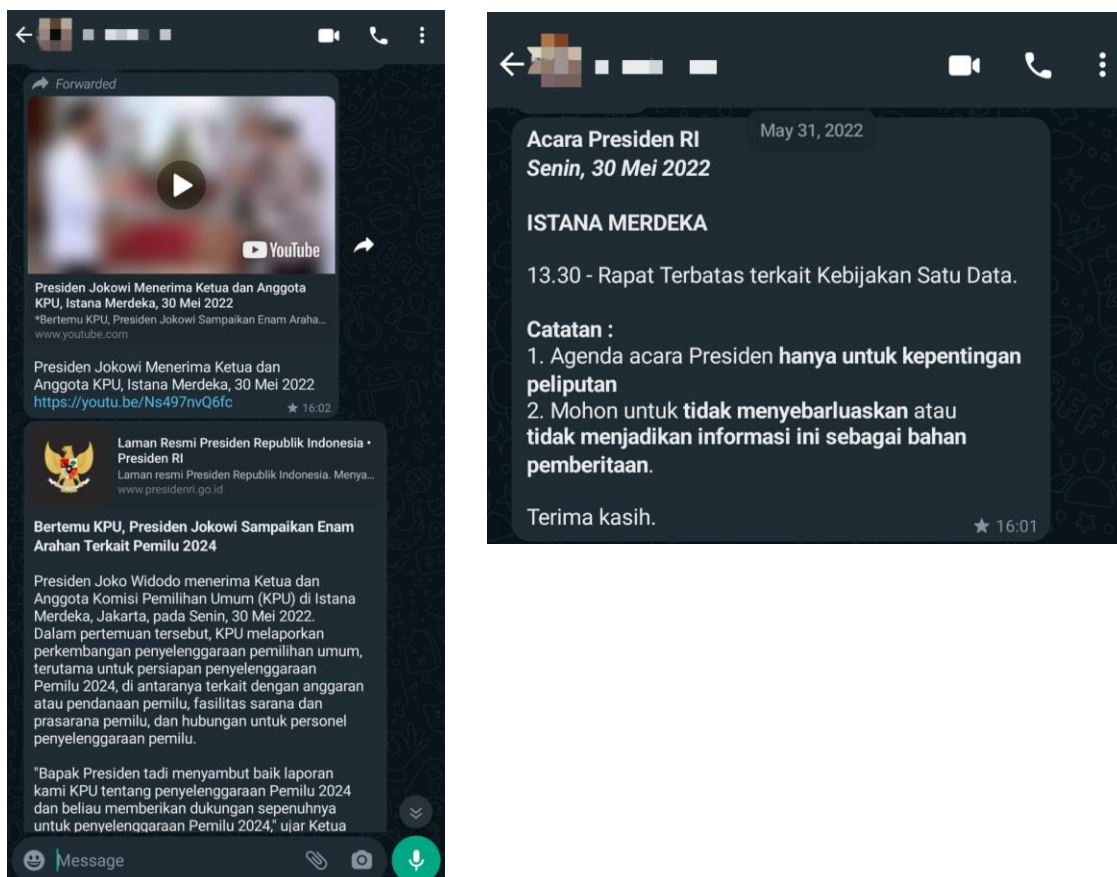 Forwarded
YouTube
Presiden Jokowi Menerima Ketua dan Anggota
KPU, Istana Merdeka, 30 Mei 2022
*Bertemu KPU, Presiden Jokowi Sampaikan Enam Araha...
www.youtube.com
Presiden Jokowi Menerima Ketua dan
Anggota KPU, Istana Merdeka, 30 Mei 2022
https://youtu.be/Ns497nvQ6fc
16:02
Laman Resmi Presiden Republik Indonesia •
Presiden RI
Laman resmi Presiden Republik Indonesia. Menya...
www.presidenri.go.id
Bertemu KPU, Presiden Jokowi Sampaikan Enam
Arahan Terkait Pemilu 2024
Presiden Joko Widodo menerima Ketua dan
Anggota Komisi Pemilihan Umum (KPU) di Istana
Merdeka, Jakarta, pada Senin, 30 Mei 2022.
Dalam pertemuan tersebut, KPU melaporkan
perkembangan penyelenggaraan pemilihan umum,
terutama untuk persiapan penyelenggaraan
Pemilu 2024, di antaranya terkait dengan anggaran
atau pendanaan pemilu, fasilitas sarana dan
prasarana pemilu, dan hubungan untuk personel
penyelenggaraan pemilu.
"Bapak Presiden tadi menyambut baik laporan
kami KPU tentang penyelenggaraan Pemilu 2024
dan beliau memberikan dukungan sepenuhnya
untuk penyelenggaraan Pemilu 2024," ujar Ketua
Message
May 31, 2022
Acara Presiden RI
Senin, 30 Mei 2022
ISTANA MERDEKA
13.30 - Rapat Terbatas terkait Kebijakan Satu Data.
Catatan :
1. Agenda acara Presiden hanya untuk kepentingan
peliputan
2. Mohon untuk tidak menyebarluaskan atau
tidak menjadikan informasi ini sebagai bahan
pemberitaan.
Terima kasih.
16:01